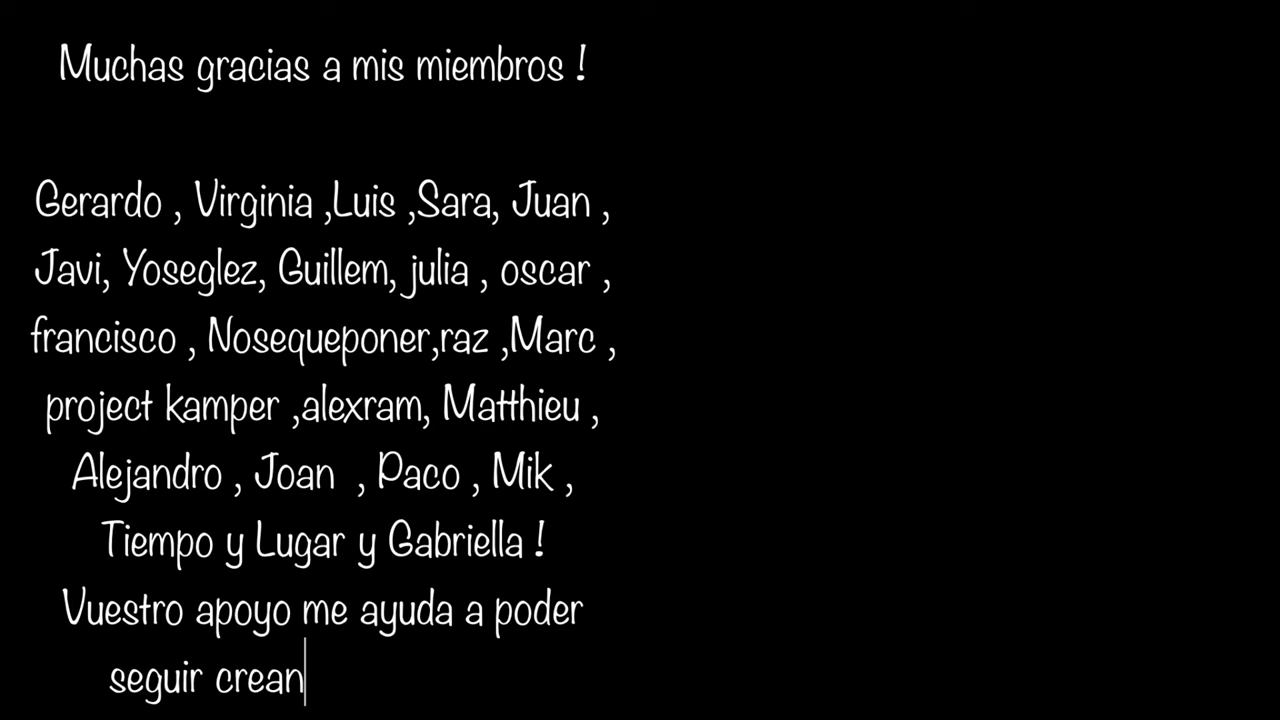 Muchas gracias a mis miembros !
Gerardo , Virginia ,Luis ,Sara, Juan ,
Javi, Yoseglez, Guillem, julia , oscar ,
francisco , Nosequeponer,raz ,Marc ,
project kamper ,alexram, Matthieu ,
Alejandro , Joan  , Paco , Mik ,
Tiempo y Lugar y Gabriella !
Vuestro apoyo me ayuda a poder
seguir crean